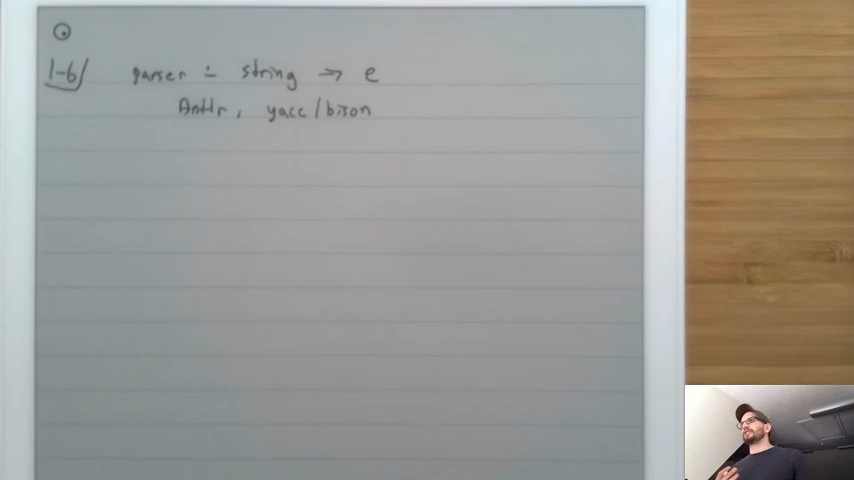 1-6/ parser : string → e
Antlr, yacc/bison